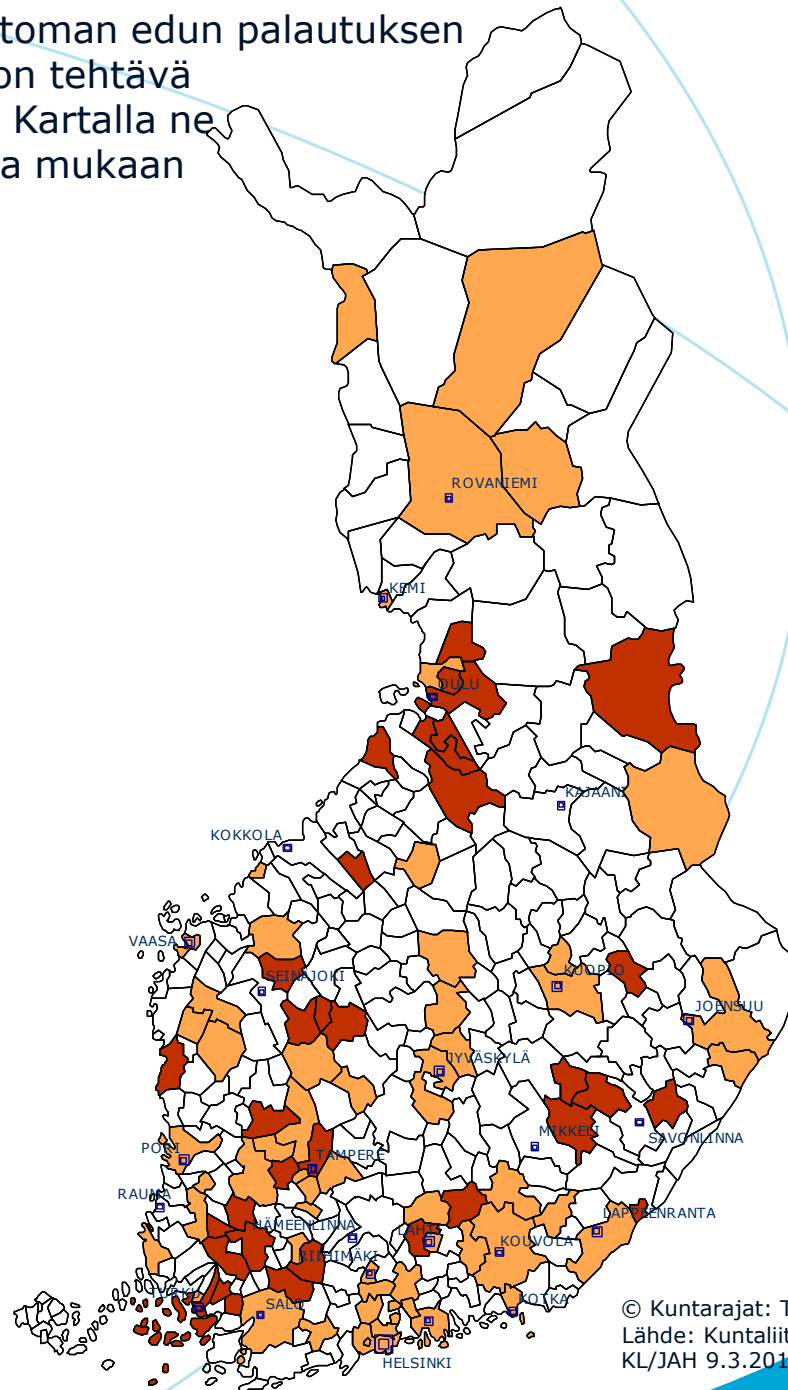 toman edun palautuksen
on tehtävä
Kartalla ne
a mukaan
ROVANIEMI
KEMI
OULU
KAJAANI
KOKKOLA
VAASA
SEINÄJOKI
KUOPIO
JOENSUU
JYVÄSKYLÄ
MIKKELI
SAVONLINNA
PORI
TAMPERE
RAUMA
LAPPEENRANTA
HÄMEENLINNA
LAHTI
KOUVOLA
RIIHIMÄKI
TURKU
SALO
KOTKA
HELSINKI
© Kuntarajat: T
Lähde: Kuntaliit
KL/JAH 9.3.201